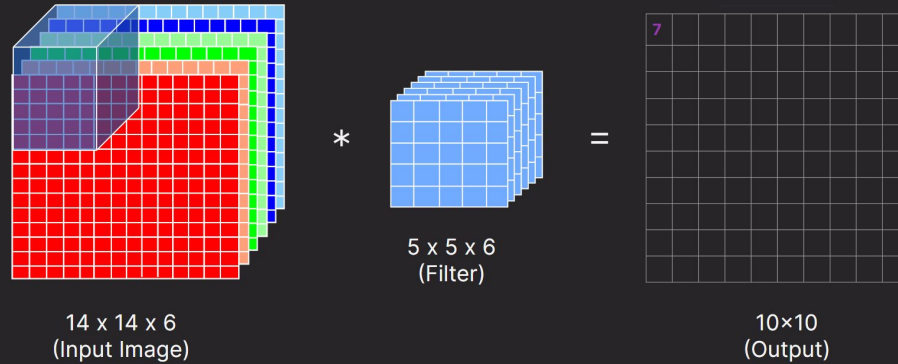 7
*
=
5 x 5 x 6
(Filter)
14 x 14 x 6
(Input Image)
10×10
(Output)